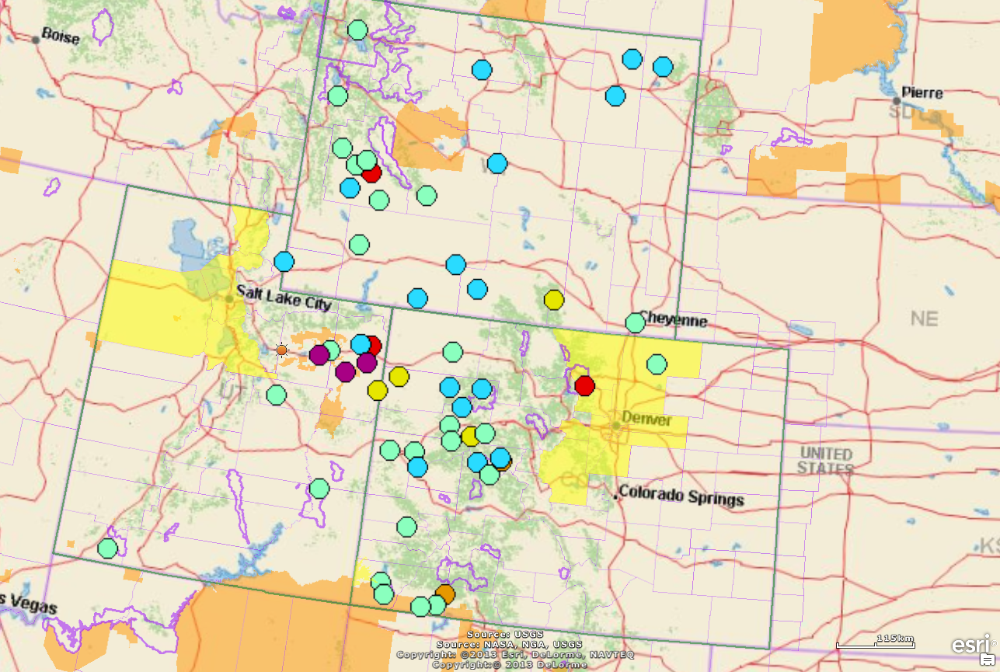 Boise
Pierre
SD
Salt Lake City
Cheyenne
NE
UT
Denver
UNITED
STATES
CO
Colorado Springs
KS
s Vegas
115km
Source: USGS
Source: NASA, NGA, USGS
Copyright: ©2013 Esri, DeLorme, NAVTEQ
Copyright:© 2013 DeLorme
esri